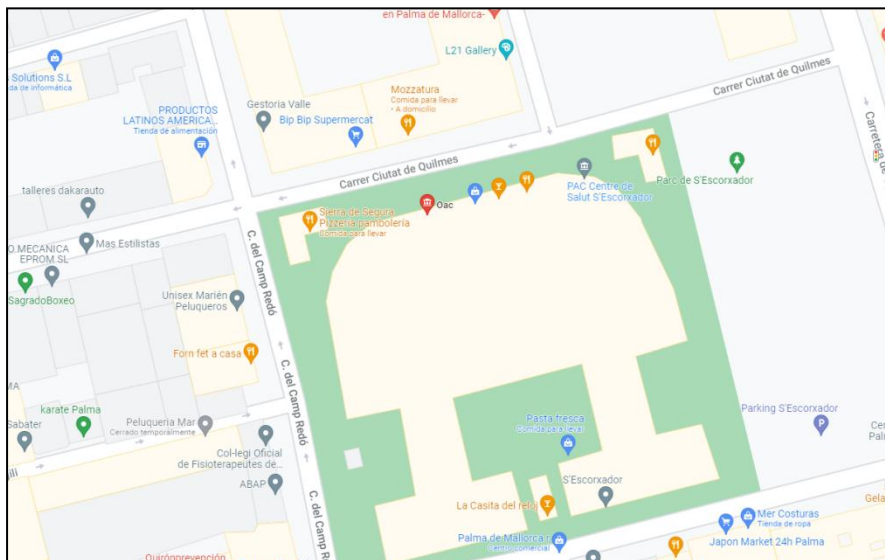 en Palma de Mallorca-
L21 Gallery
Carrer Ciutat de Quilmes
Solutions S.L
da de informática
Mozzatura
Comida para llevar
• A domicilio
Gestoria Valle
Bip Bip Supermercat
PRODUCTOS
LATINOS AMERICA...
Tienda de alimentación
Carretera de
Carrer Ciutat de Quilmes
PAC Centre de
Salut S'Escorxador
Parc de S'Escorxador
talleres dakarauto
Oac
Sierra de Segura
Pizzeria pamboleria
Comida para llevar
Mas Estilistas
O.MECANICA
EPROM.SL
SagradoBoxeo
C. del Camp Redó
Unisex Marién
Peluqueros
Forn fet a casa
MA
C. del Camp Redó
karate Palma
Sabater
Peluqueria Mar
Cerrado temporalmente
Pasta fresca
Comida para llevar
Parking S'Escorxador
Cen
Palm
Col·legi Oficial
de Fisioterapeutes de...
ABAP
C. del Camp Redó
S'Escorxador
La Casita del reloj
Gela
Mer Costuras
Tienda de ropa
Palma de Mallorca
Centro comercial
Japon Market 24h Palma
Quirónprevención